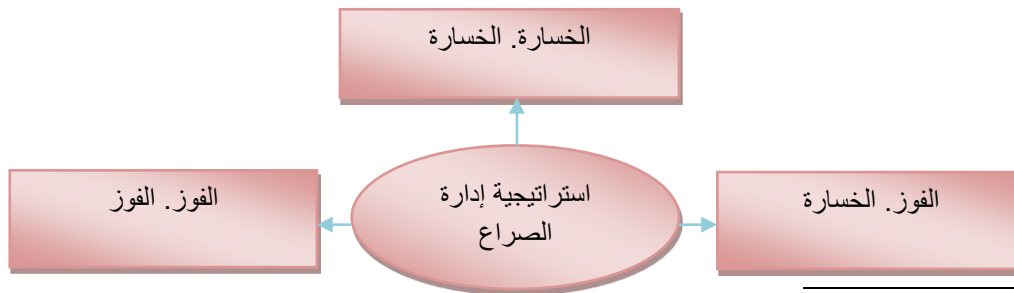 الخسارة. الخسارة
الفوز. الخسارة
استراتيجية إدارة
الصراع
الفوز. الفوز